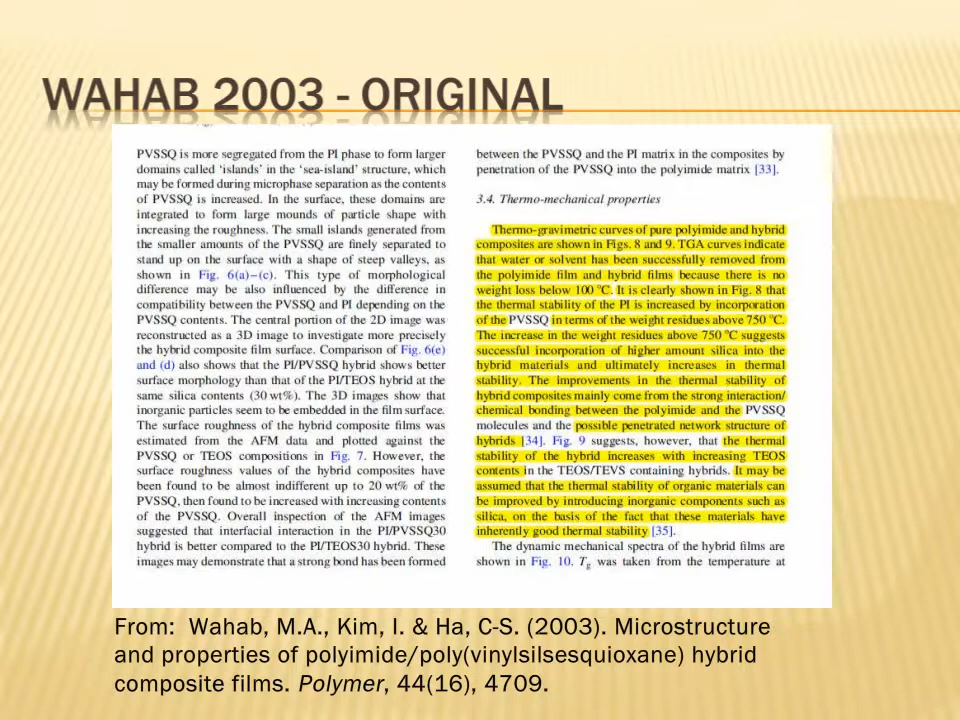 WAHAB 2003 - ORIGINAL
PVSSQ is more segregated from the PI phase to form larger
domains called ‘islands’ in the ‘sea-island’ structure, which
may be formed during microphase separation as the contents
of PVSSQ is increased. In the surface, these domains are
integrated to form large mounds of particle shape with
increasing the roughness. The small islands generated from
the smaller amounts of the PVSSQ are finely separated to
stand up on the surface with a shape of steep valleys, as
shown in Fig. 6(a)–(c). This type of morphological
difference may be also influenced by the difference in
compatibility between the PVSSQ and PI depending on the
PVSSQ contents. The central portion of the 2D image was
reconstructed as a 3D image to investigate more precisely
the hybrid composite film surface. Comparison of Fig. 6(e)
and (d) also shows that the PI/PVSSQ hybrid shows better
surface morphology than that of the PI/TEOS hybrid at the
same silica contents (30 wt%). The 3D images show that
inorganic particles seem to be embedded in the film surface.
The surface roughness of the hybrid composite films was
estimated from the AFM data and plotted against the
PVSSQ or TEOS compositions in Fig. 7. However, the
surface roughness values of the hybrid composites have
been found to be almost indifferent up to 20 wt% of the
PVSSQ, then found to be increased with increasing contents
of the PVSSQ. Overall inspection of the AFM images
suggested that interfacial interaction in the PI/PVSSQ30
hybrid is better compared to the PI/TEOS30 hybrid. These
images may demonstrate that a strong bond has been formed
between the PVSSQ and the PI matrix in the composites by
penetration of the PVSSQ into the polyimide matrix [33].
3.4. Thermo-mechanical properties
Thermo-gravimetric curves of pure polyimide and hybrid
composites are shown in Figs. 8 and 9. TGA curves indicate
that water or solvent has been successfully removed from
the polyimide film and hybrid films because there is no
weight loss below 100 °C. It is clearly shown in Fig. 8 that
the thermal stability of the PI is increased by incorporation
of the PVSSQ in terms of the weight residues above 750 °C.
The increase in the weight residues above 750 °C suggests
successful incorporation of higher amount silica into the
hybrid materials and ultimately increases in thermal
stability. The improvements in the thermal stability of
hybrid composites mainly come from the strong interaction/
chemical bonding between the polyimide and the PVSSQ
molecules and the possible penetrated network structure of
hybrids [34]. Fig. 9 suggests, however, that the thermal
stability of the hybrid increases with increasing TEOS
contents in the TEOS/TEVS containing hybrids. It may be
assumed that the thermal stability of organic materials can
be improved by introducing inorganic components such as
silica, on the basis of the fact that these materials have
inherently good thermal stability [35].
The dynamic mechanical spectra of the hybrid films are
shown in Fig. 10. Tg was taken from the temperature at
From: Wahab, M.A., Kim, I. & Ha, C-S. (2003). Microstructure
and properties of polyimide/poly(vinylsilsesquioxane) hybrid
composite films. Polymer, 44(16), 4709.